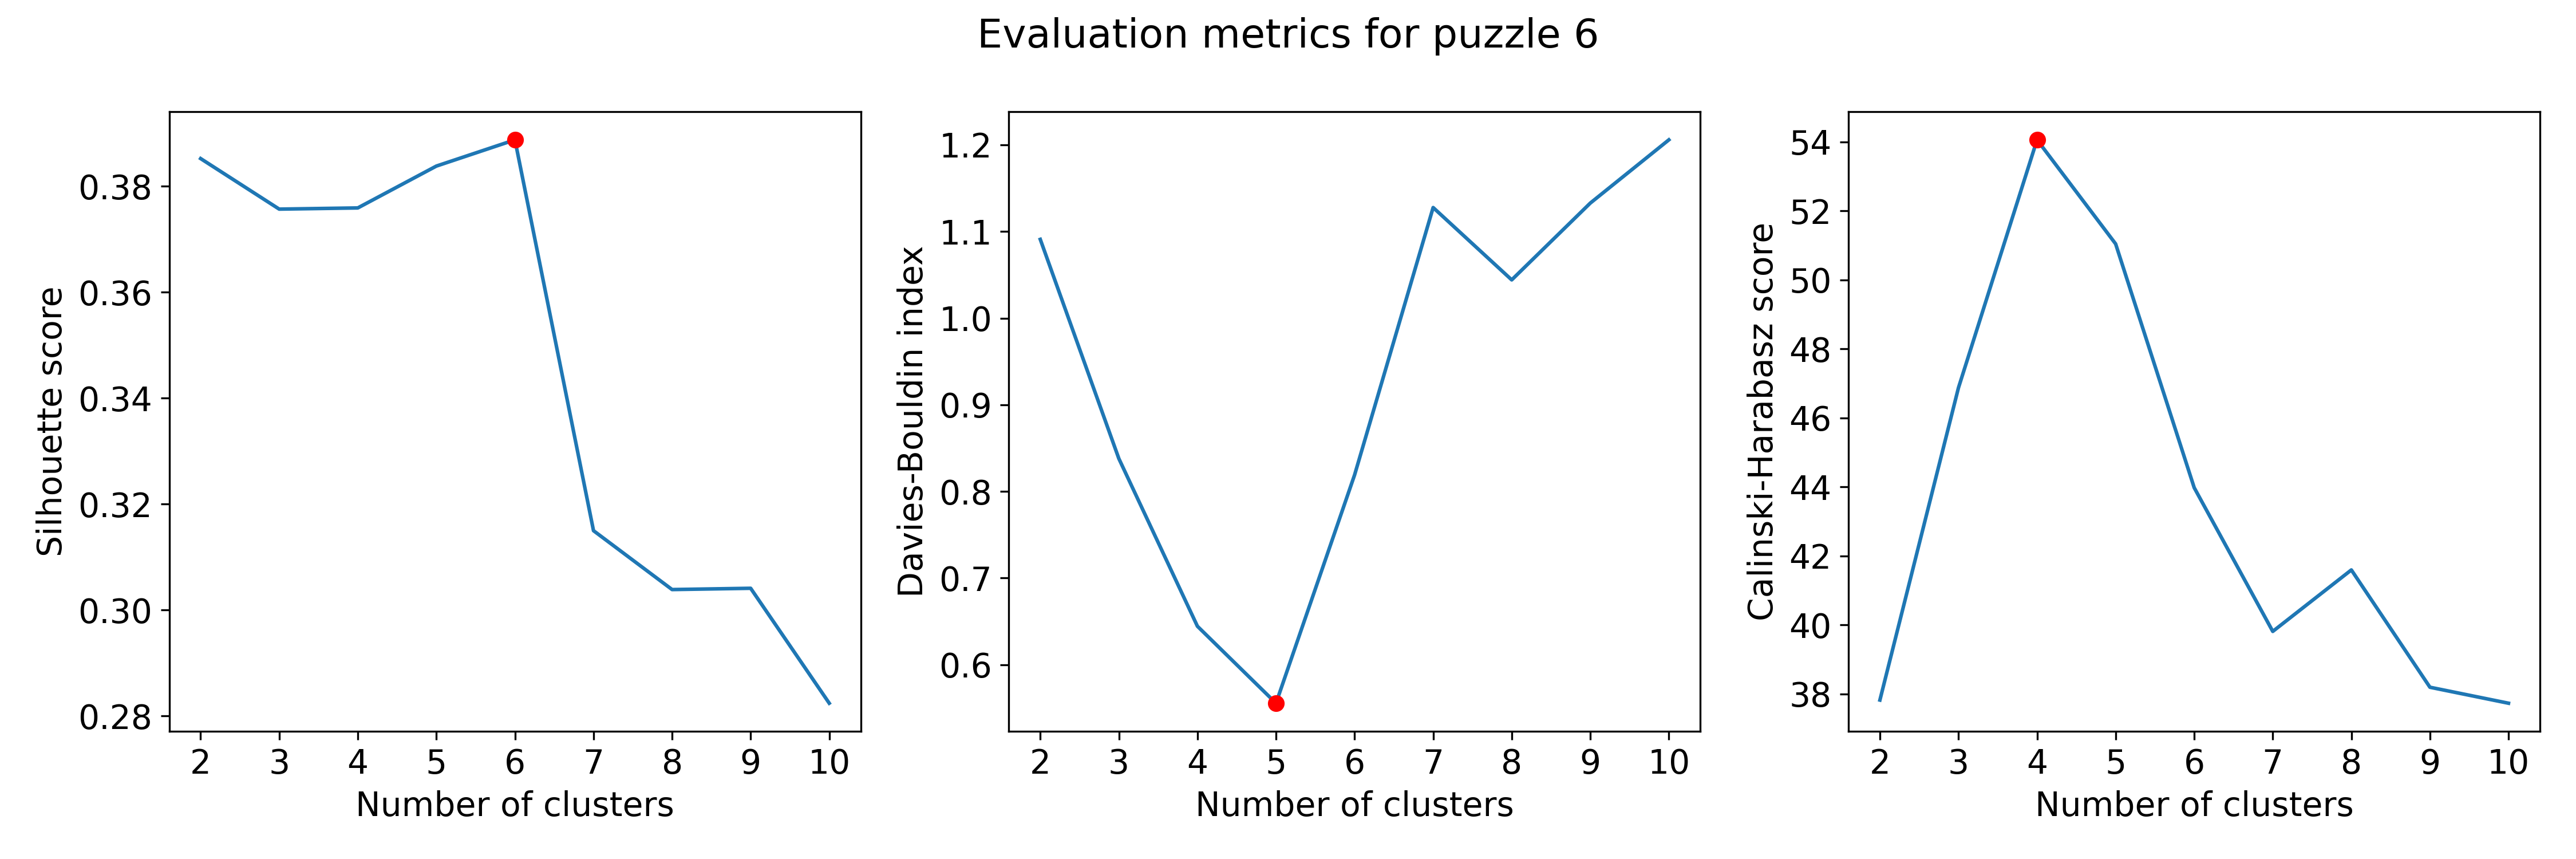 Evaluation metrics for puzzle 6
Silhouette score
0.38
0.36
0.34
0.32
0.30
0.28
2 3 4 5 6 7 8 9 10
Number of clusters
Davies-Bouldin index
1.2
1.1
1.0
0.9
0.8
0.7
0.6
2 3 4 5 6 7 8 9 10
Number of clusters
Calinski-Harabasz score
54
52
50
48
46
44
42
40
38
2 3 4 5 6 7 8 9 10
Number of clusters